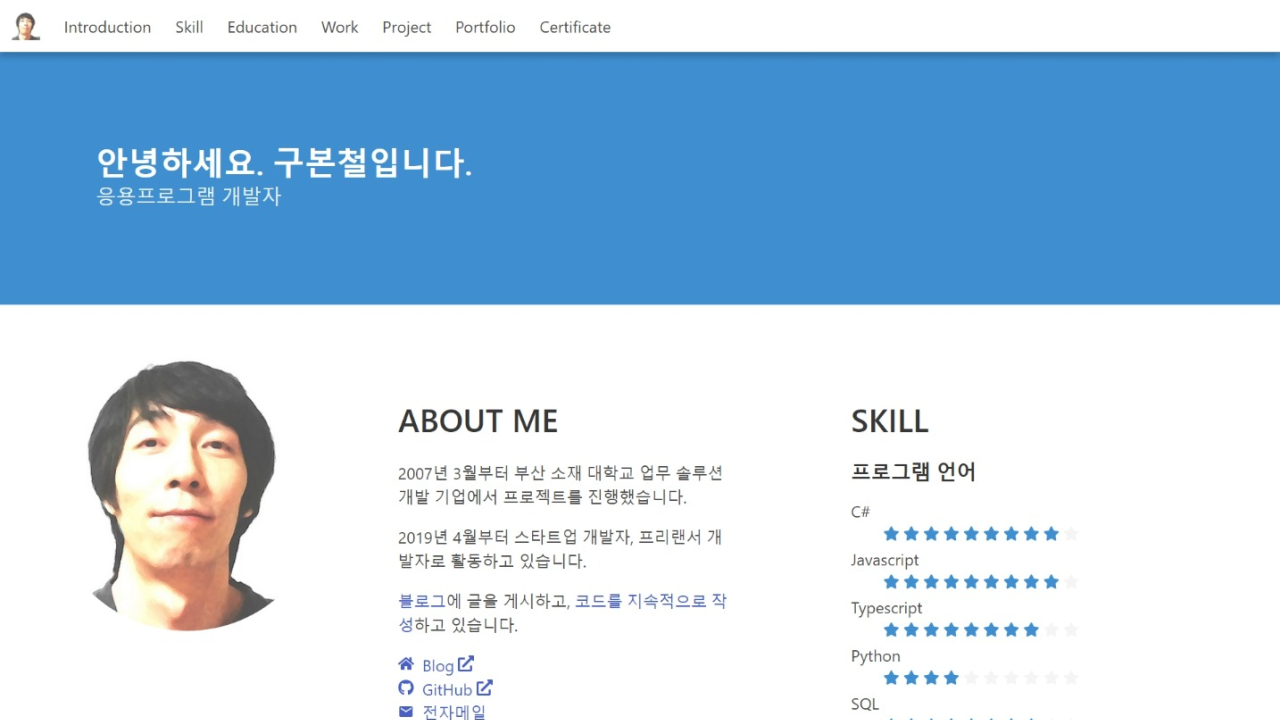 Introduction Skill Education Work Project Portfolio Certificate
안녕하세요. 구본철입니다.
응용프로그램 개발자
ABOUT ME
2007년 3월부터 부산 소재 대학교 업무 솔루션
개발 기업에서 프로젝트를 진행했습니다.
2019년 4월부터 스타트업 개발자, 프리랜서 개
발자로 활동하고 있습니다.
블로그에 글을 게시하고, 코드를 지속적으로 작
성하고 있습니다.
Blog
GitHub
전자메일
SKILL
프로그램 언어
C#
Javascript
Typescript
Python
SQL